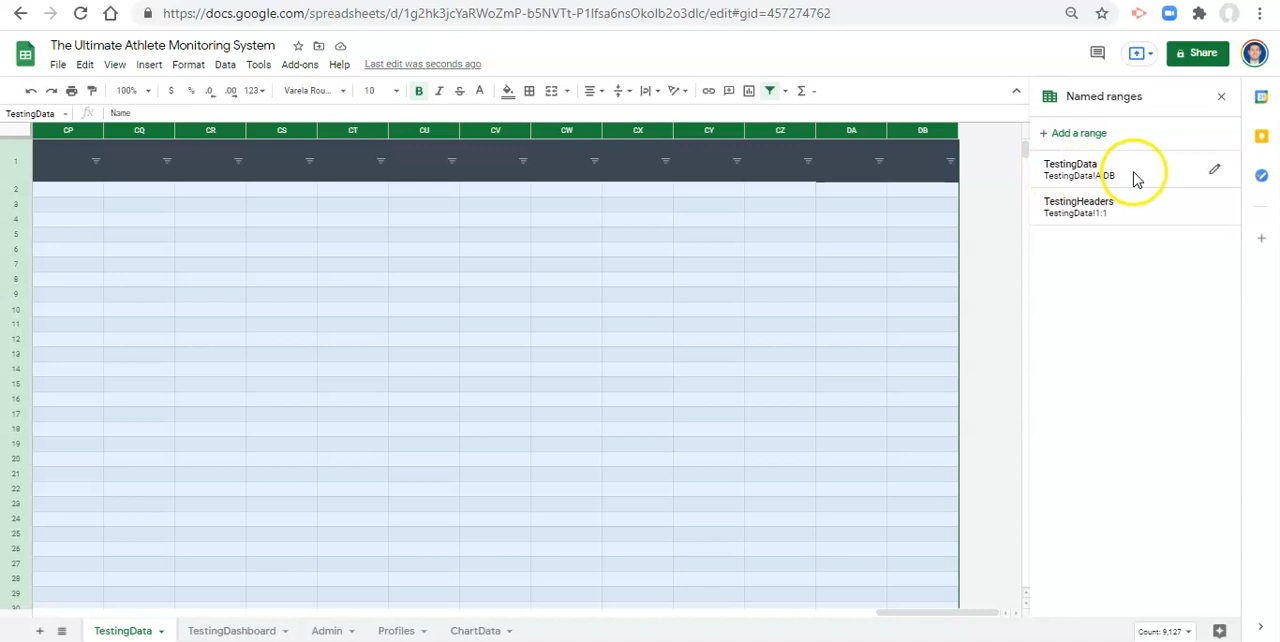 https://docs.google.com/spreadsheets/d/1g2hk3jcYaRWoZmP-b5NVTt-P1lfsa6nsOkolb2o3dlc/edit#gid=457274762
The Ultimate Athlete Monitoring System
File Edit View Insert Format Data Tools Add-ons Help Last edit was seconds ago
Share
100% $ % .0 .00 123 Varela Rou... 10 B I S A Σ
TestingData fx Name
Named ranges
+ Add a range
TestingData
TestingData!A:DB
TestingHeaders
TestingData!1:1
CP CQ CR CS CT CU CV CW CX CY CZ DA DB
1
2
3
4
5
6
7
8
9
10
11
12
13
14
15
16
17
18
19
20
21
22
23
24
25
26
27
28
29
30
+ TestingData TestingDashboard Admin Profiles ChartData Count: 9,127